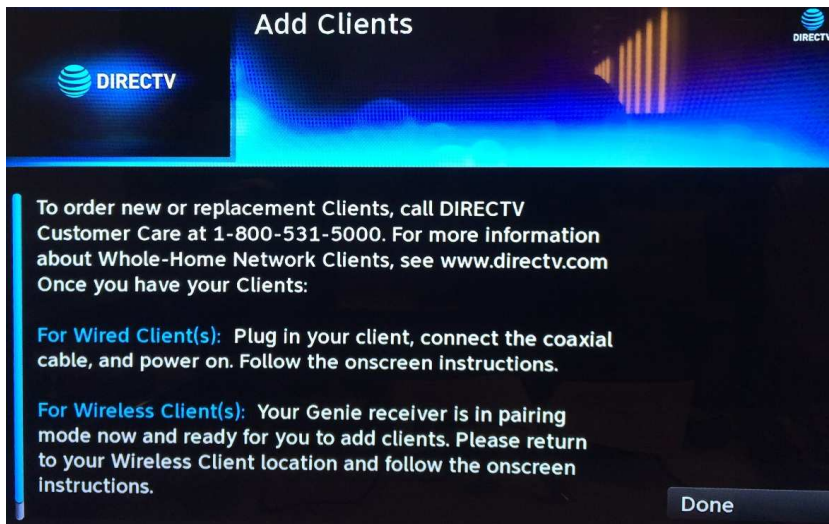 Add Clients
DIRECTV
DIRECTV
To order new or replacement Clients, call DIRECTV
Customer Care at 1-800-531-5000. For more information
about Whole-Home Network Clients, see www.directv.com
Once you have your Clients:
For Wired Client(s): Plug in your client, connect the coaxial
cable, and power on. Follow the onscreen instructions.
For Wireless Client(s): Your Genie receiver is in pairing
mode now and ready for you to add clients. Please return
to your Wireless Client location and follow the onscreen
instructions.
Done